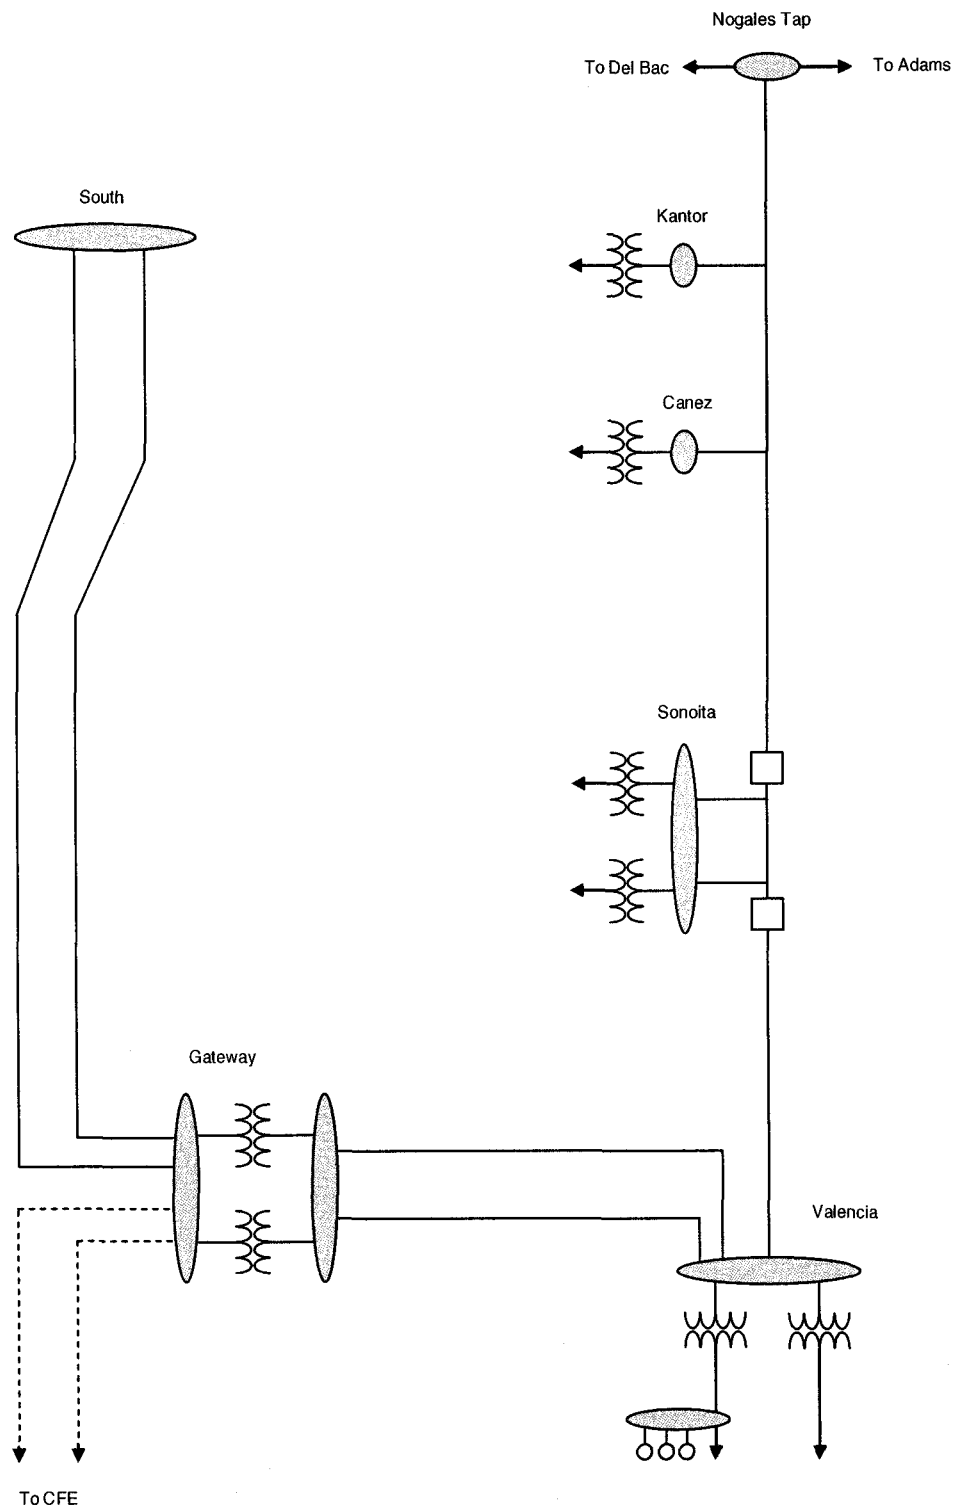 Nogales Tap
To Del Bac
To Adams
South
Kantor
Canez
Sonoita
Gateway
Valencia
To CFE